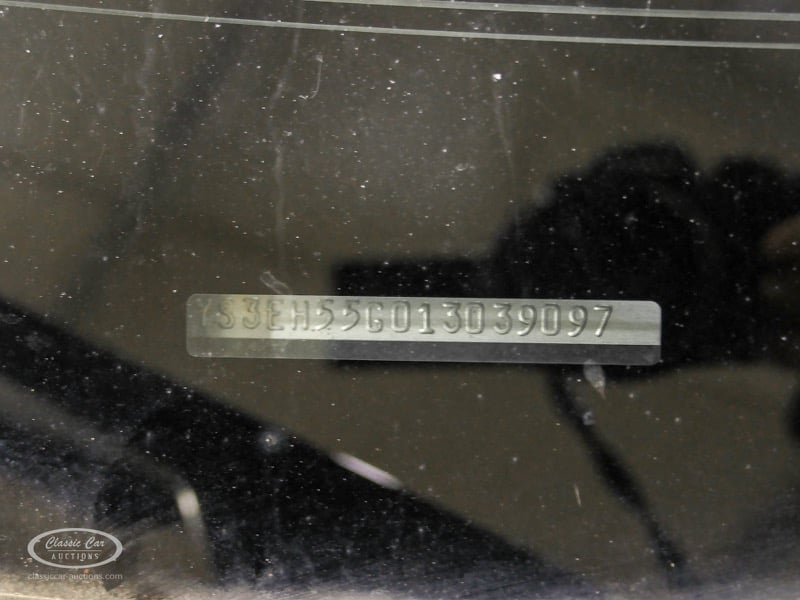 YS3EH55G013039097
Classic Car
AUCTIONS
classiccar-auctions.com